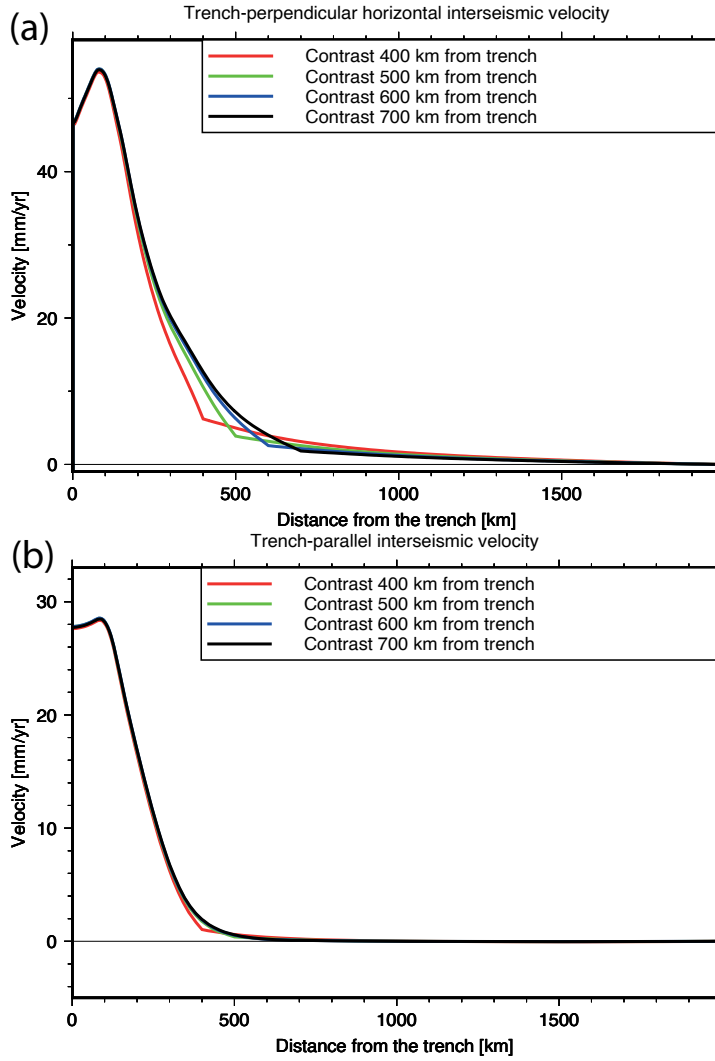 (a)
Trench-perpendicular horizontal interseismic velocity
Contrast 400 km from trench
Contrast 500 km from trench
Contrast 600 km from trench
Contrast 700 km from trench
Velocity [mm/yr]
40
20
0
0 500 1000 1500
Distance from the trench [km]
(b)
Trench-parallel interseismic velocity
Contrast 400 km from trench
Contrast 500 km from trench
Contrast 600 km from trench
Contrast 700 km from trench
Velocity [mm/yr]
30
20
10
0
0 500 1000 1500
Distance from the trench [km]